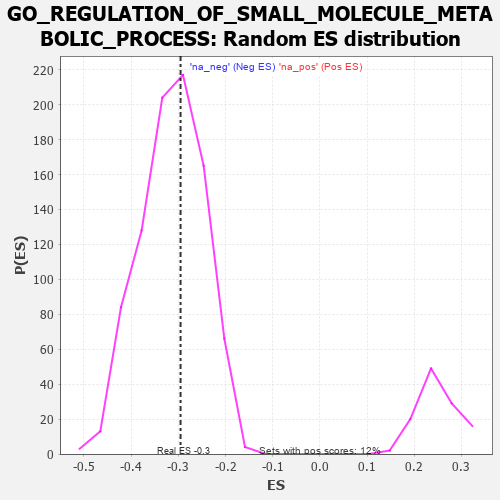 GO_REGULATION_OF_SMALL_MOLECULE_META
BOLIC_PROCESS: Random ES distribution
'na_neg' (Neg ES) 'na_pos' (Pos ES)
220
200
180
160
140
120
100
80
60
40
20
0
P(ES)
Real ES -0.3
Sets with pos scores: 12%
-0.5 -0.4 -0.3 -0.2 -0.1 0.0 0.1 0.2 0.3
ES